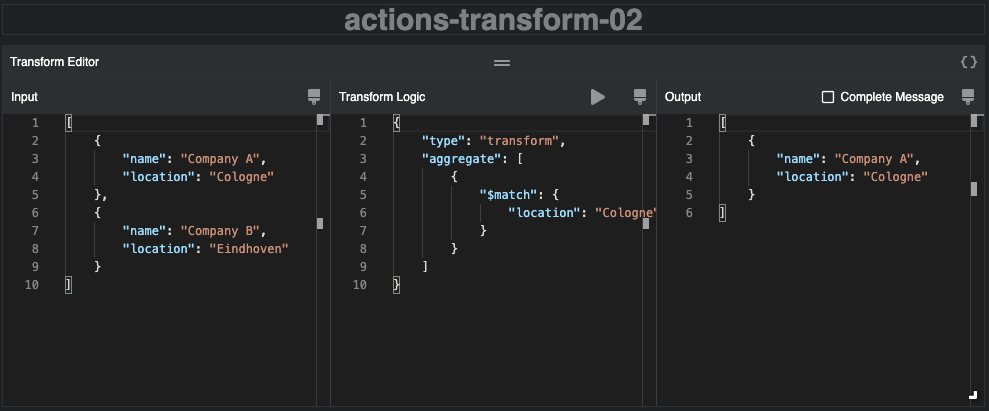 actions-transform-02
Transform Editor
{}
Input
1 [
2 {
3 "name": "Company A",
4 "location": "Cologne"
5 },
6 {
7 "name": "Company B",
8 "location": "Eindhoven"
9 }
10 ]
Transform Logic
1 {
2 "type": "transform",
3 "aggregate": [
4 {
5 "$match": {
6 "location": "Cologne"
7 }
8 }
9 ]
10 }
Output
Complete Message
1 [
2 {
3 "name": "Company A",
4 "location": "Cologne"
5 }
6 ]